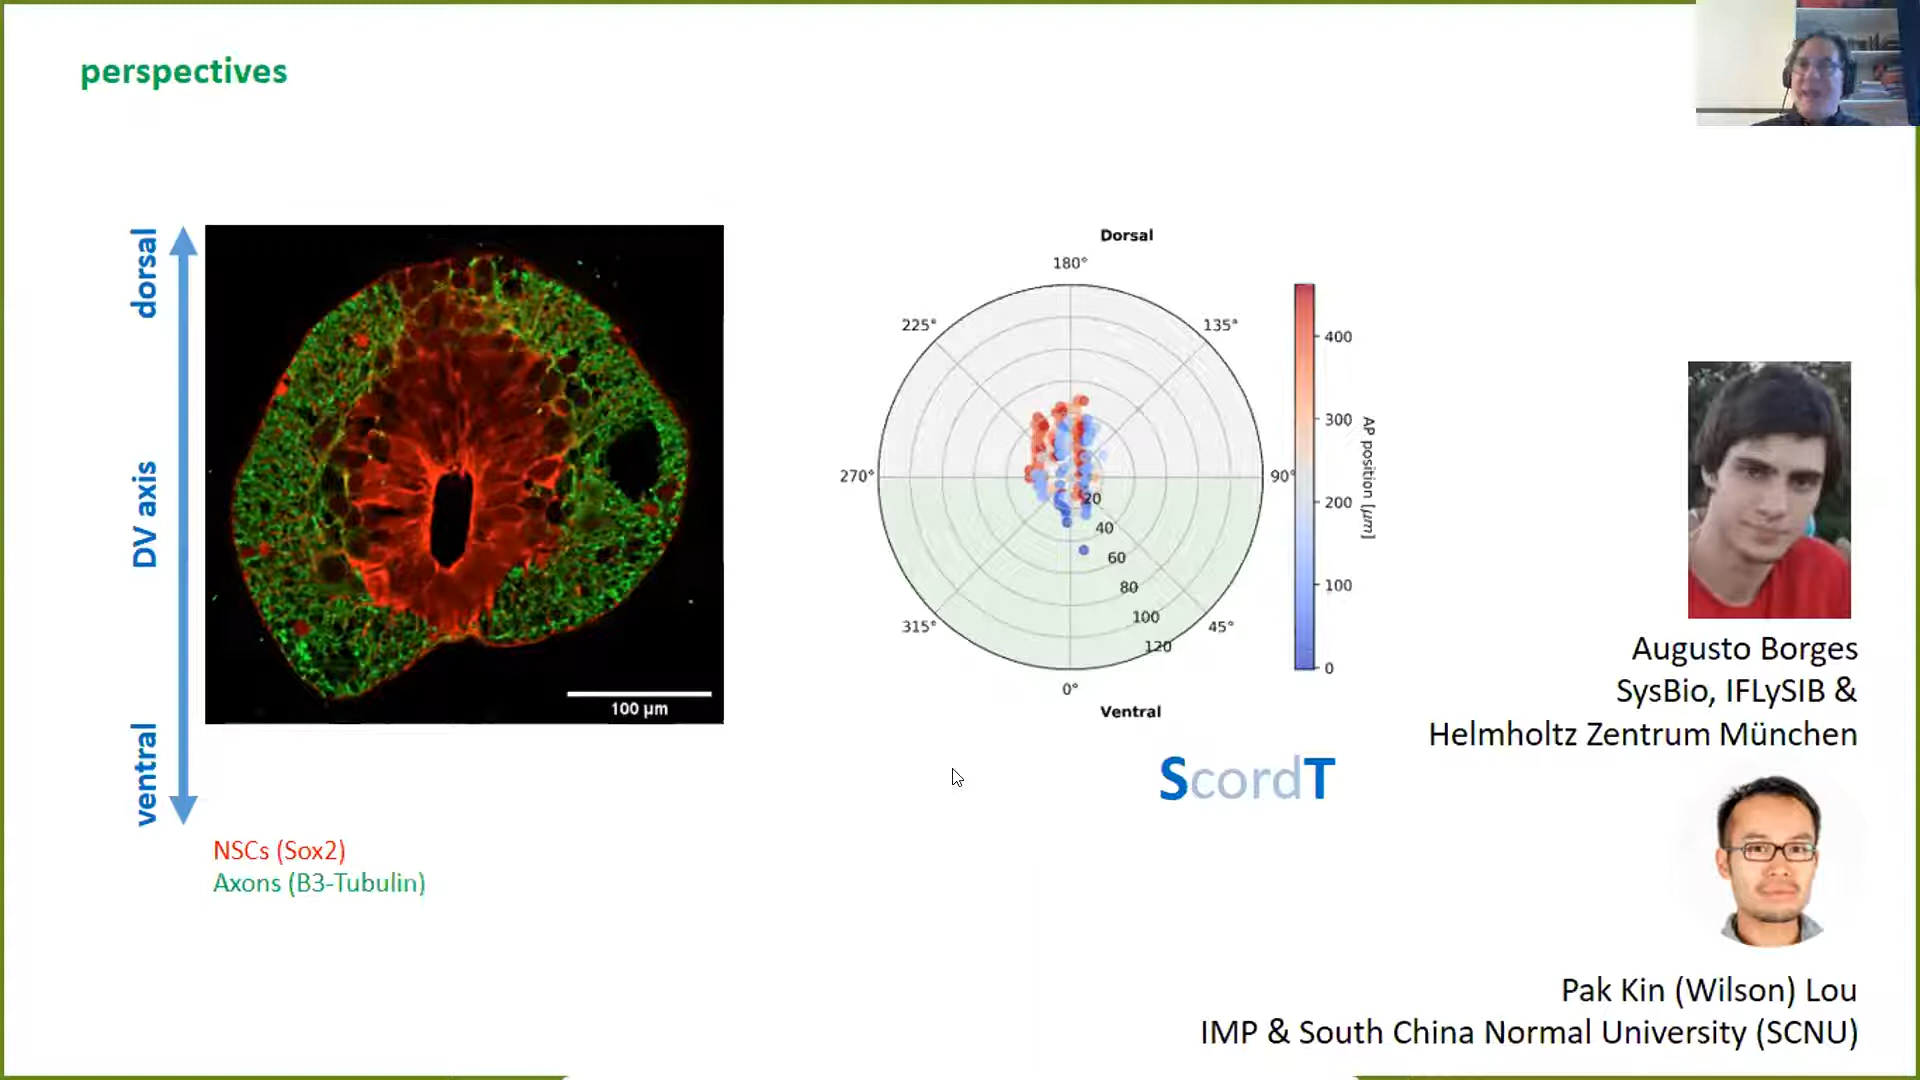 perspectives
dorsal
DV axis
ventral
100 µm
NSCs (Sox2)
Axons (B3-Tubulin)
Dorsal
180°
225°
135°
270°
90°
315°
45°
0°
20
40
60
80
100
120
Ventral
400
300
200
100
0
AP position [µm]
ScordT
Augusto Borges
SysBio, IFLySIB &
Helmholtz Zentrum München
Pak Kin (Wilson) Lou
IMP & South China Normal University (SCNU)